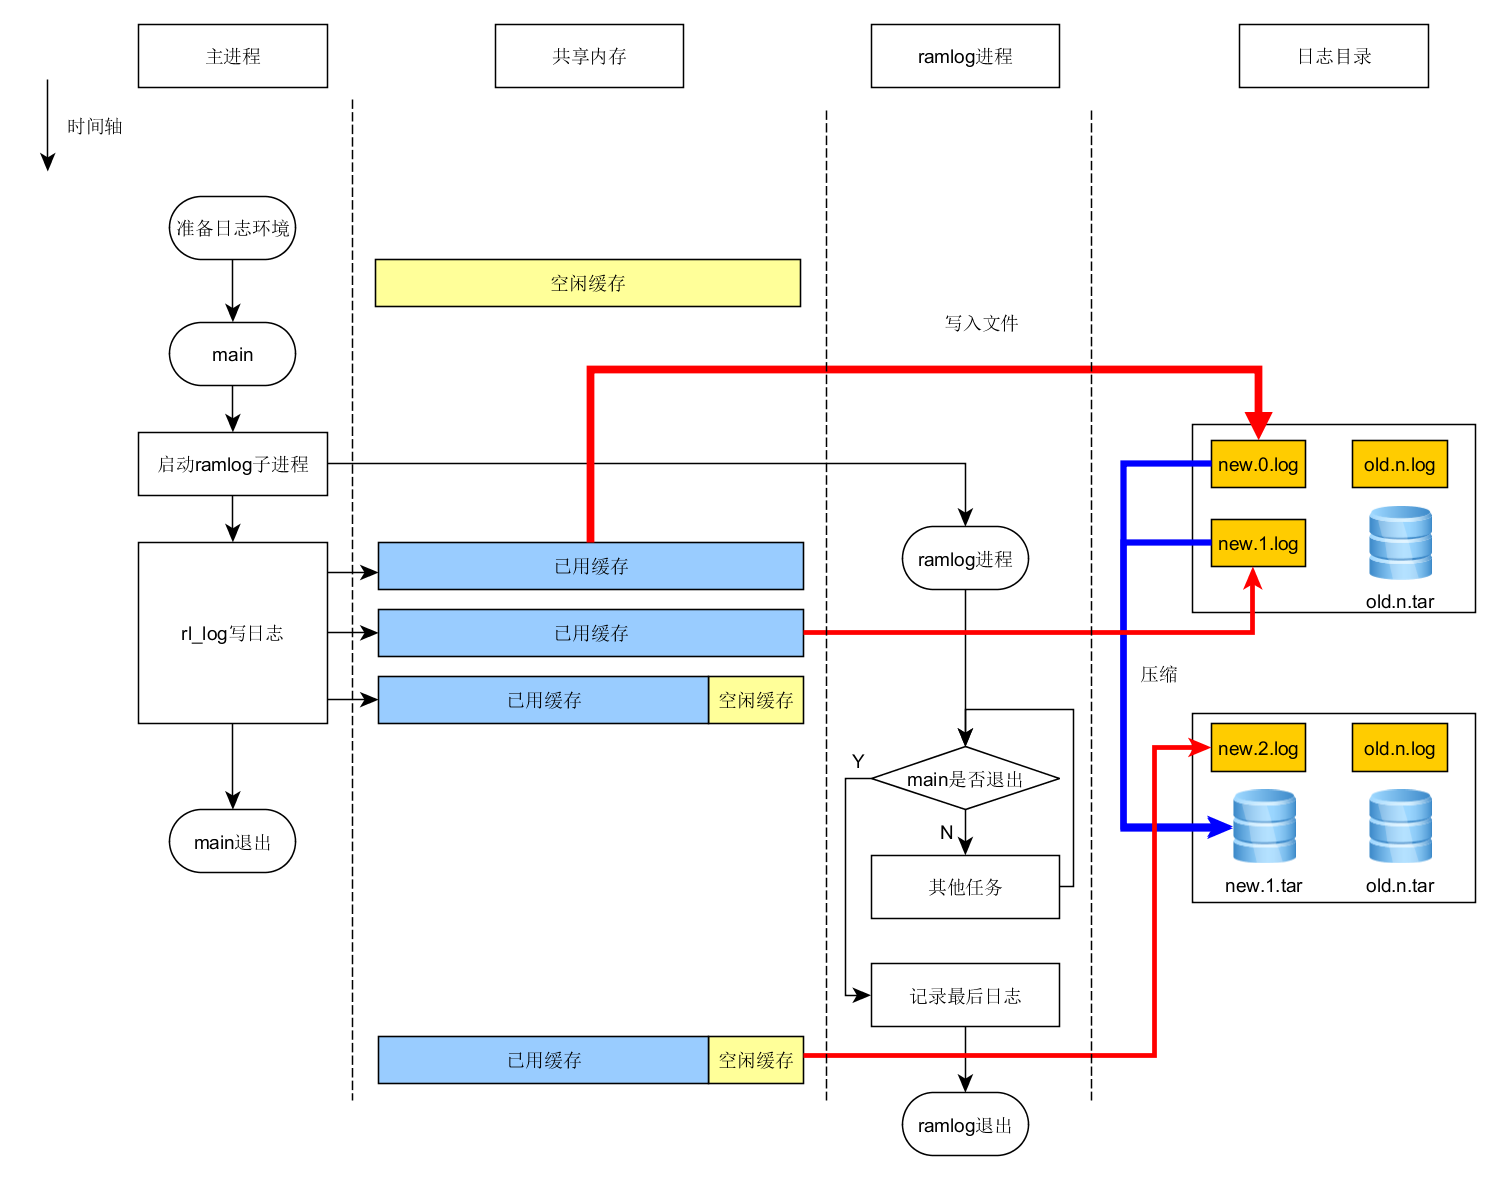 主进程
共享内存
ramlog进程
日志目录
时间轴
准备日志环境
空闲缓存
写入文件
main
启动ramlog子进程
new.0.log
old.n.log
new.1.log
old.n.tar
ramlog进程
已用缓存
rl_log写日志
已用缓存
已用缓存
空闲缓存
压缩
Y
main是否退出
N
new.2.log
old.n.log
main退出
其他任务
new.1.tar
old.n.tar
记录最后日志
已用缓存
空闲缓存
ramlog退出